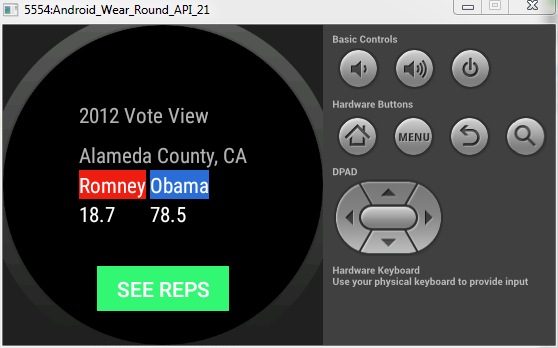 5554:Android_Wear_Round_API_21
2012 Vote View
Alameda County, CA
Romney Obama
18.7 78.5
SEE REPS
Basic Controls
Hardware Buttons
MENU
DPAD
Hardware Keyboard
Use your physical keyboard to provide input